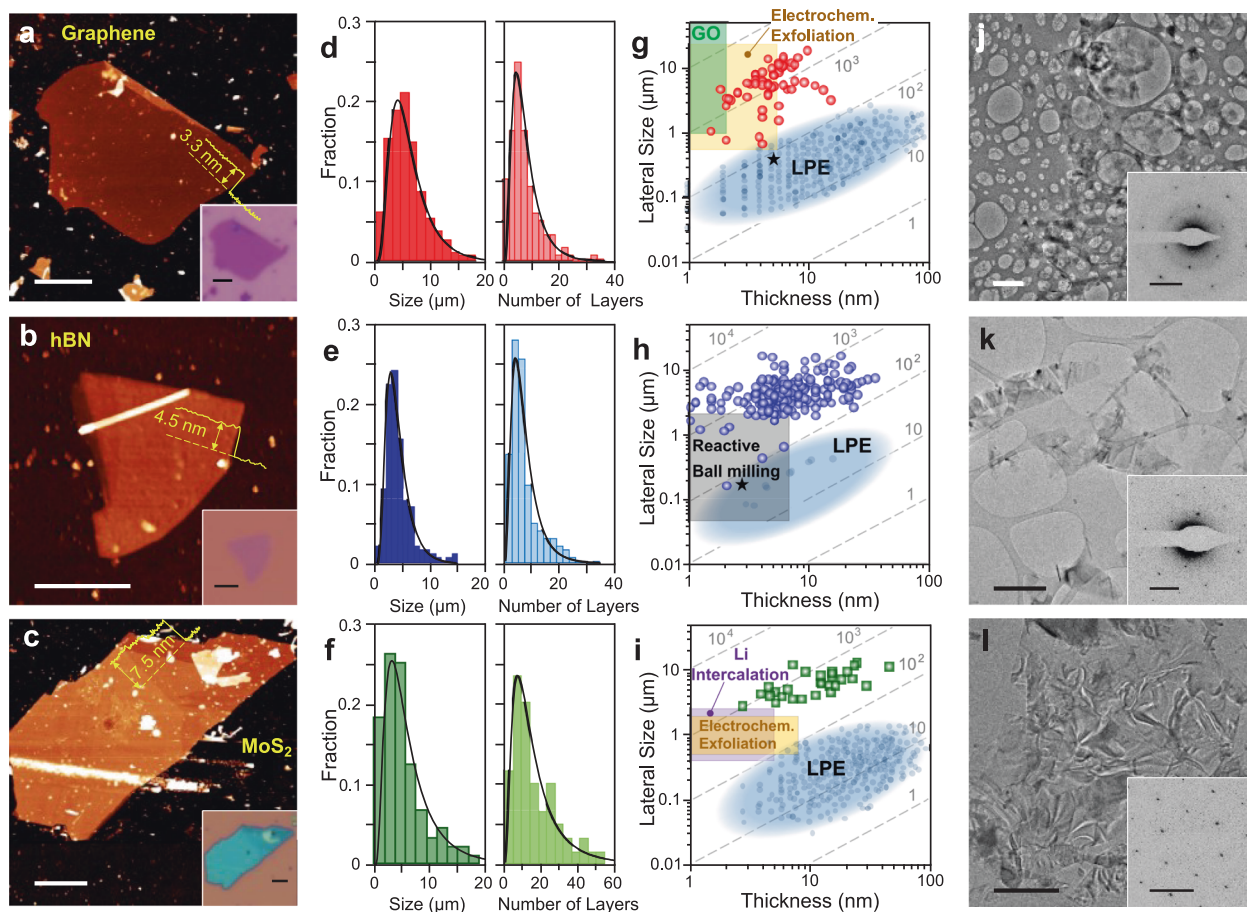 a
Graphene
3.3 nm
d
0.3
0.2
0.1
0
Fraction
0
10
20
Size (µm)
0
20
40
Number of Layers
g
GO
Electrochem.
Exfoliation
10³
10²
10
1
LPE
10
1
0.1
0.01
Lateral Size (µm)
1
10
100
Thickness (nm)
j
b
hBN
4.5 nm
e
0.3
0.2
0.1
0
Fraction
0
10
20
Size (µm)
0
20
40
Number of Layers
h
10⁴
10³
10²
10
1
LPE
Reactive
Ball milling
10
1
0.1
0.01
Lateral Size (µm)
1
10
100
Thickness (nm)
k
c
7.5 nm
MoS₂
f
0.3
0.2
0.1
0
Fraction
0
10
20
Size (µm)
0
20
40
60
Number of Layers
i
10⁴
Li
Intercalation
10³
10²
10
1
Electrochem.
Exfoliation
LPE
10
1
0.1
0.01
Lateral Size (µm)
1
10
100
Thickness (nm)
l